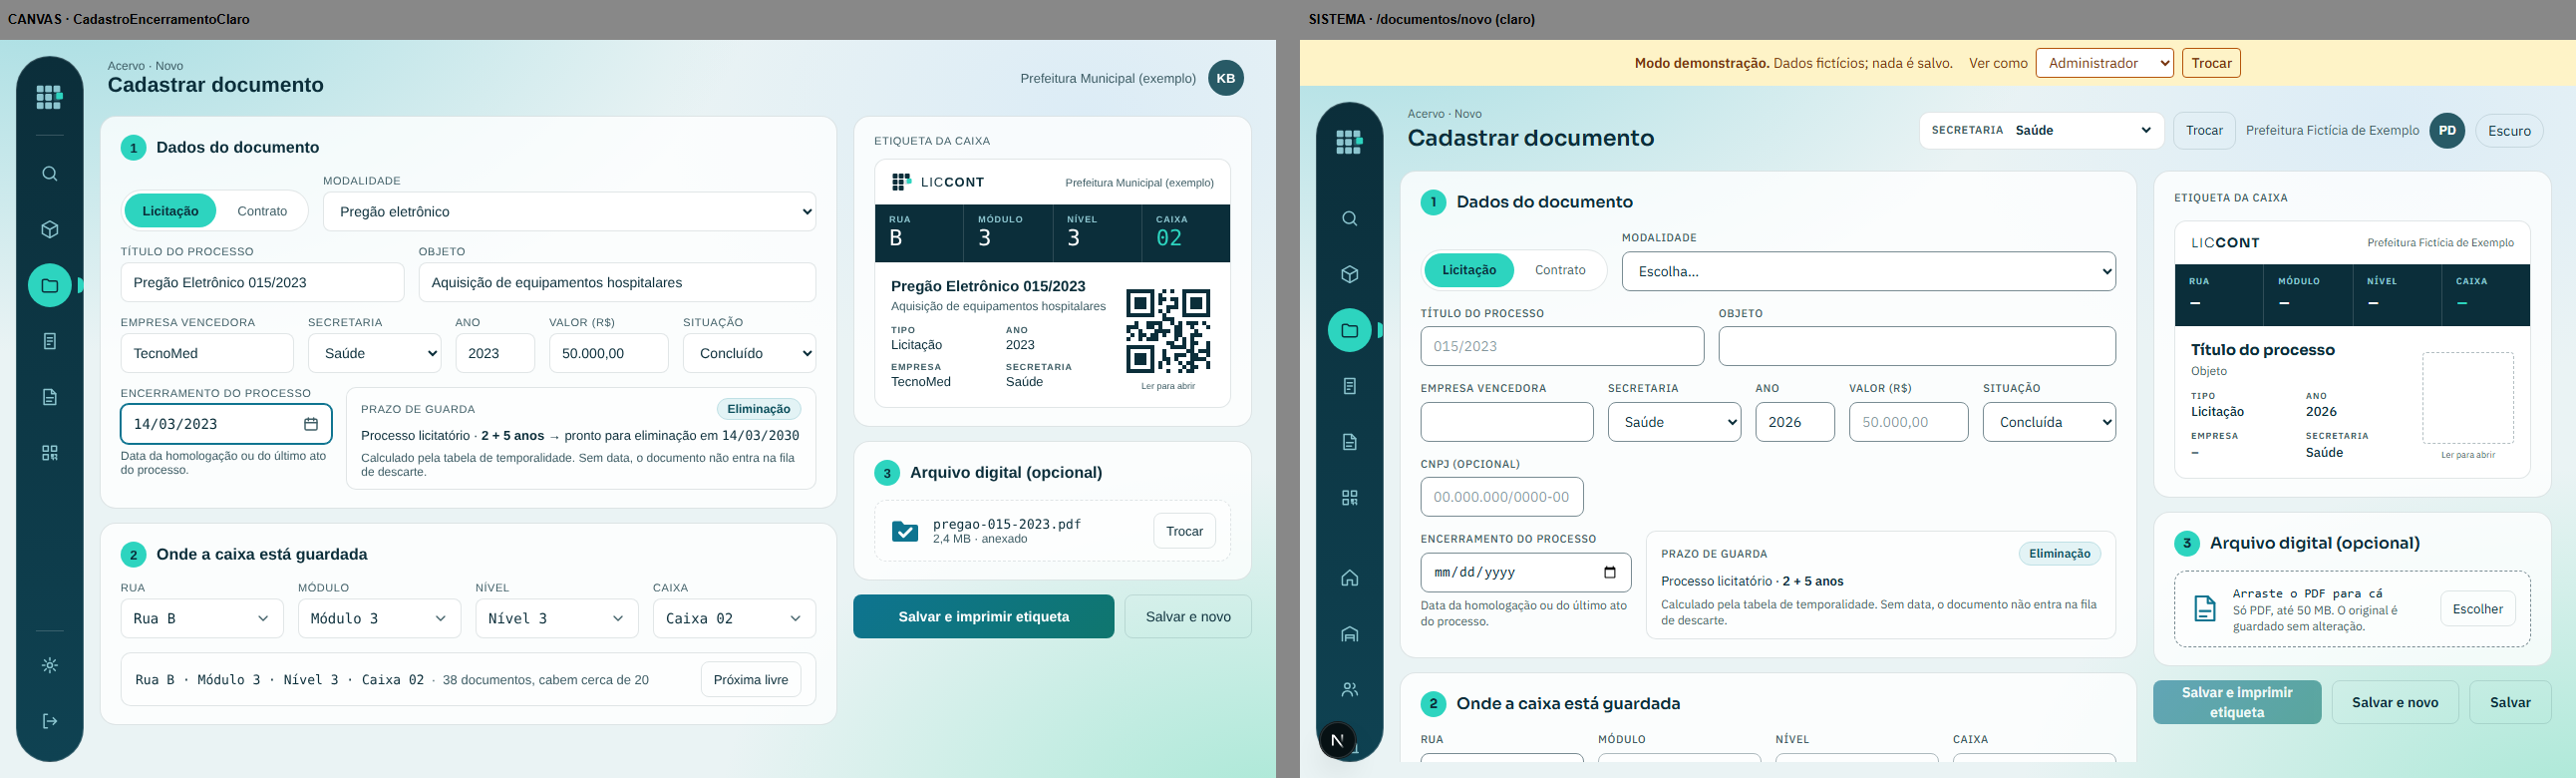 CANVAS · CadastroEncerramentoClaro
Acervo · Novo
Cadastrar documento
Prefeitura Municipal (exemplo)
KB
1
Dados do documento
Licitação
Contrato
MODALIDADE
Pregão eletrônico
TÍTULO DO PROCESSO
OBJETO
Pregão Eletrônico 015/2023
Aquisição de equipamentos hospitalares
EMPRESA VENCEDORA
SECRETARIA
ANO
VALOR (R$)
SITUAÇÃO
TecnoMed
Saúde
2023
50.000,00
Concluído
ENCERRAMENTO DO PROCESSO
14/03/2023
Data da homologação ou do último ato
do processo.
PRAZO DE GUARDA
Eliminação
Processo licitatório · 2 + 5 anos → pronto para eliminação em 14/03/2030
Calculado pela tabela de temporalidade. Sem data, o documento não entra na fila
de descarte.
2
Onde a caixa está guardada
RUA
MÓDULO
NÍVEL
CAIXA
Rua B
Módulo 3
Nível 3
Caixa 02
Rua B · Módulo 3 · Nível 3 · Caixa 02 · 38 documentos, cabem cerca de 20
Próxima livre
ETIQUETA DA CAIXA
LICCONT
Prefeitura Municipal (exemplo)
RUA
MÓDULO
NÍVEL
CAIXA
B
3
3
02
Pregão Eletrônico 015/2023
Aquisição de equipamentos hospitalares
TIPO
ANO
Licitação
2023
EMPRESA
SECRETARIA
TecnoMed
Saúde
Ler para abrir
3
Arquivo digital (opcional)
pregao-015-2023.pdf
2,4 MB · anexado
Trocar
Salvar e imprimir etiqueta
Salvar e novo
SISTEMA · /documentos/novo (claro)
Modo demonstração. Dados fictícios; nada é salvo.
Ver como
Administrador
Trocar
Acervo · Novo
Cadastrar documento
SECRETARIA
Saúde
Trocar
Prefeitura Fictícia de Exemplo
PD
Escuro
1
Dados do documento
Licitação
Contrato
MODALIDADE
Escolha...
TÍTULO DO PROCESSO
OBJETO
015/2023
EMPRESA VENCEDORA
SECRETARIA
ANO
VALOR (R$)
SITUAÇÃO
Saúde
2026
50.000,00
Concluída
CNPJ (OPCIONAL)
00.000.000/0000-00
ENCERRAMENTO DO PROCESSO
mm/dd/yyyy
Data da homologação ou do último ato
do processo.
PRAZO DE GUARDA
Eliminação
Processo licitatório · 2 + 5 anos
Calculado pela tabela de temporalidade. Sem data, o documento não entra na fila
de descarte.
2
Onde a caixa está guardada
RUA
MÓDULO
NÍVEL
CAIXA
N
ETIQUETA DA CAIXA
LICCONT
Prefeitura Fictícia de Exemplo
RUA
MÓDULO
NÍVEL
CAIXA
–
–
–
–
Título do processo
Objeto
TIPO
ANO
Licitação
2026
EMPRESA
SECRETARIA
–
Saúde
Ler para abrir
3
Arquivo digital (opcional)
Arraste o PDF para cá
Só PDF, até 50 MB. O original é
guardado sem alteração.
Escolher
Salvar e imprimir
etiqueta
Salvar e novo
Salvar